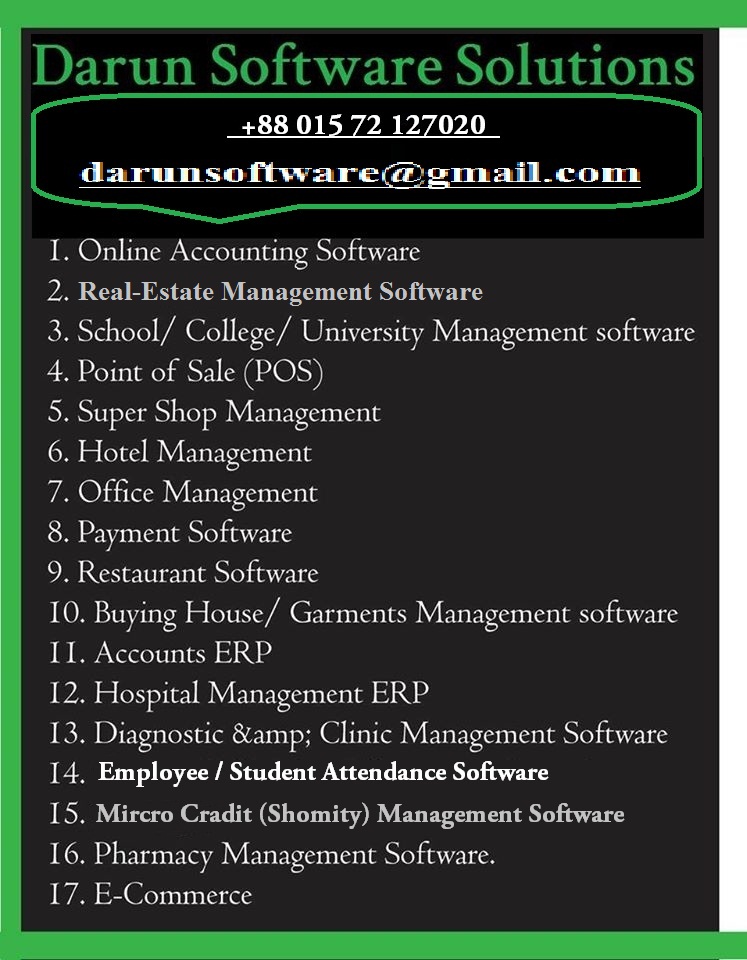 Darun Software Solutions
+88 015 72 127020
darunsoftware@gmail.com
1. Online Accounting Software
2. Real-Estate Management Software
3. School/ College/ University Management software
4. Point of Sale (POS)
5. Super Shop Management
6. Hotel Management
7. Office Management
8. Payment Software
9. Restaurant Software
10. Buying House/ Garments Management software
11. Accounts ERP
12. Hospital Management ERP
13. Diagnostic &amp; Clinic Management Software
14. Employee / Student Attendance Software
15. Mircro Cradit (Shomity) Management Software
16. Pharmacy Management Software.
17. E-Commerce